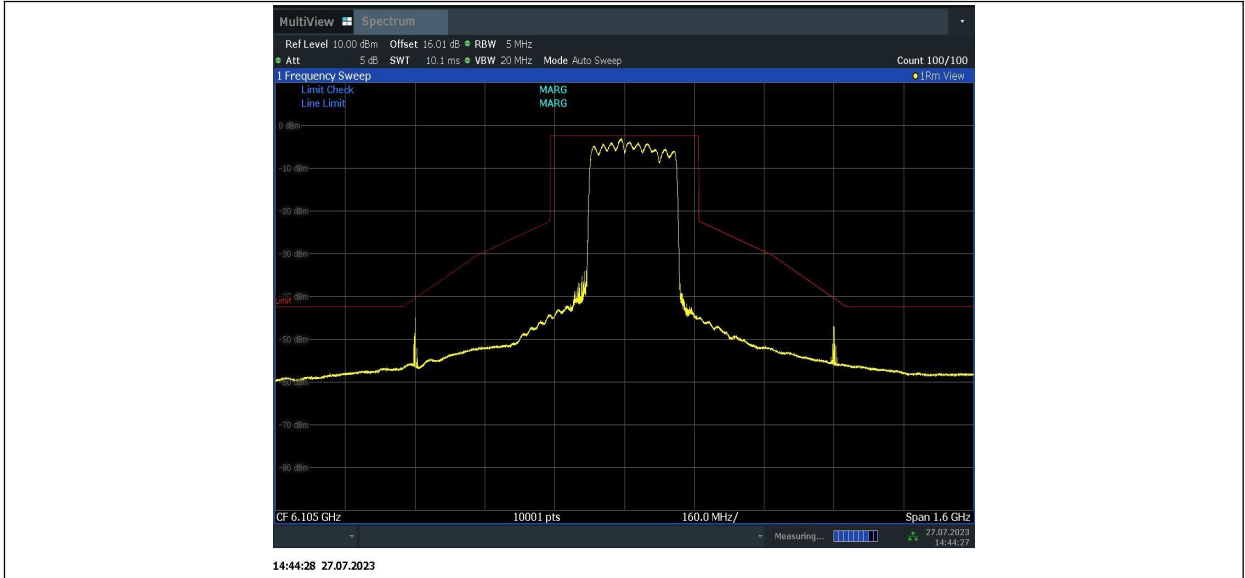 MultiView Spectrum
Ref Level 10.00 dBm Offset 16.01 dB RBW 5 MHz
Att 5 dB SWT 10.1 ms VBW 20 MHz Mode Auto Sweep Count 100/100
1 Frequency Sweep 1Rm View
Limit Check MARG
Line Limit MARG
0 dBm
-10 dBm
-20 dBm
-30 dBm
Limit
-50 dBm
-60 dBm
-70 dBm
-80 dBm
CF 6.105 GHz 10001 pts 160.0 MHz/ Span 1.6 GHz
Measuring... 27.07.2023
14:44:27
14:44:28 27.07.2023